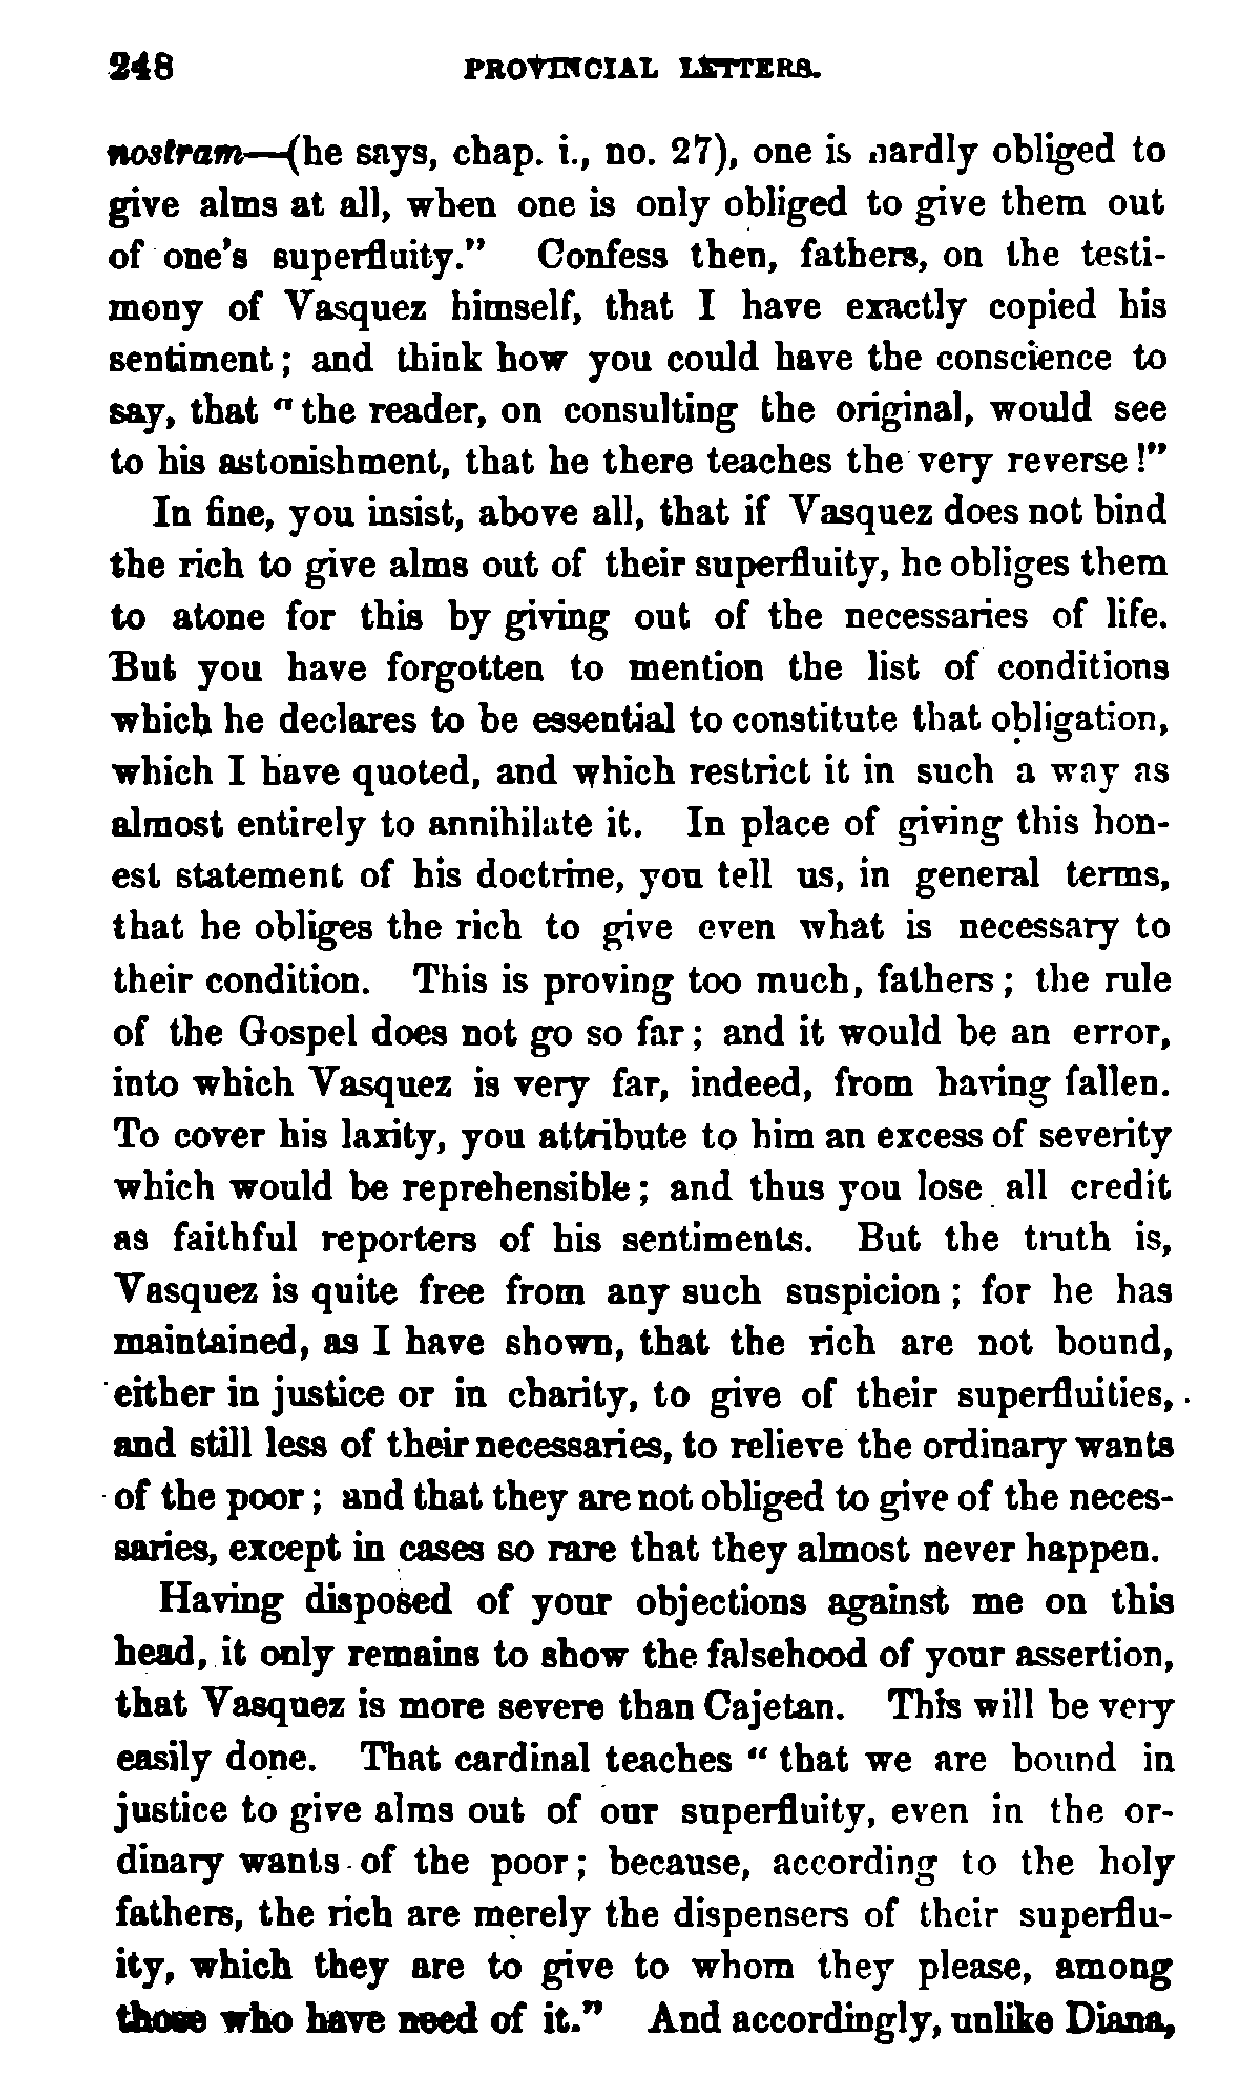 248 PROVINCIAL LETTERS.
nostram—(he says, chap. i., no. 27), one is hardly obliged to
give alms at all, when one is only obliged to give them out
of one's superfluity." Confess then, fathers, on the testi-
mony of Vasquez himself, that I have exactly copied his
sentiment; and think how you could have the conscience to
say, that "the reader, on consulting the original, would see
to his astonishment, that he there teaches the very reverse!"
In fine, you insist, above all, that if Vasquez does not bind
the rich to give alms out of their superfluity, he obliges them
to atone for this by giving out of the necessaries of life.
But you have forgotten to mention the list of conditions
which he declares to be essential to constitute that obligation,
which I have quoted, and which restrict it in such a way as
almost entirely to annihilate it. In place of giving this hon-
est statement of his doctrine, you tell us, in general terms,
that he obliges the rich to give even what is necessary to
their condition. This is proving too much, fathers; the rule
of the Gospel does not go so far; and it would be an error,
into which Vasquez is very far, indeed, from having fallen.
To cover his laxity, you attribute to him an excess of severity
which would be reprehensible; and thus you lose all credit
as faithful reporters of his sentiments. But the truth is,
Vasquez is quite free from any such suspicion; for he has
maintained, as I have shown, that the rich are not bound,
either in justice or in charity, to give of their superfluities,
and still less of their necessaries, to relieve the ordinary wants
of the poor; and that they are not obliged to give of the neces-
saries, except in cases so rare that they almost never happen.
Having disposed of your objections against me on this
head, it only remains to show the falsehood of your assertion,
that Vasquez is more severe than Cajetan. This will be very
easily done. That cardinal teaches "that we are bound in
justice to give alms out of our superfluity, even in the or-
dinary wants of the poor; because, according to the holy
fathers, the rich are merely the dispensers of their superflu-
ity, which they are to give to whom they please, among
those who have need of it." And accordingly, unlike Diana,